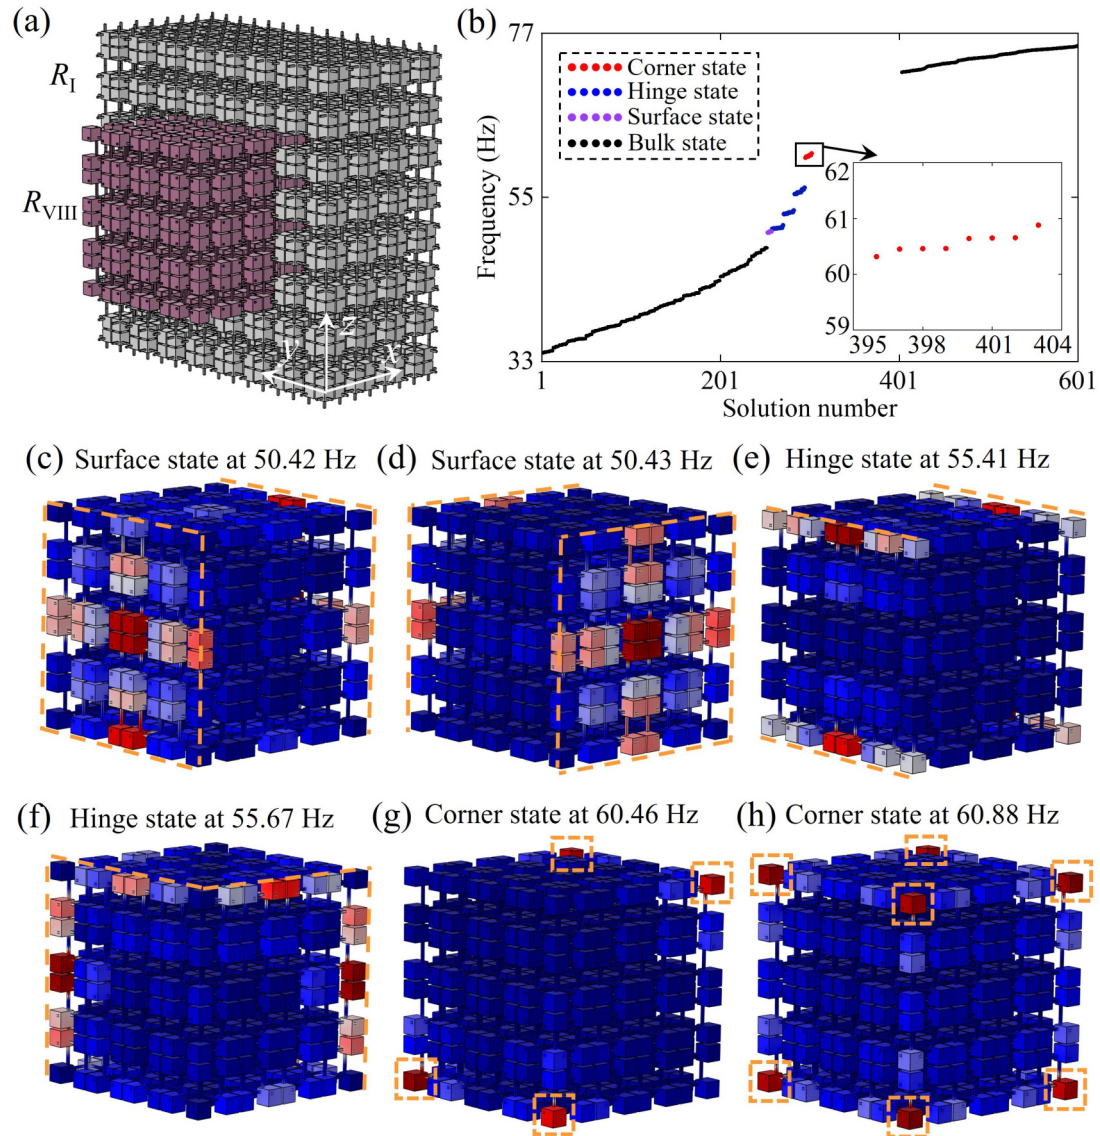 (a)
R_I
R_VIII
z
y
x
(b)
77
55
33
Frequency (Hz)
Corner state
Hinge state
Surface state
Bulk state
62
61
60
59
395 398 401 404
1 201 401 601
Solution number
(c) Surface state at 50.42 Hz
(d) Surface state at 50.43 Hz
(e) Hinge state at 55.41 Hz
(f) Hinge state at 55.67 Hz
(g) Corner state at 60.46 Hz
(h) Corner state at 60.88 Hz